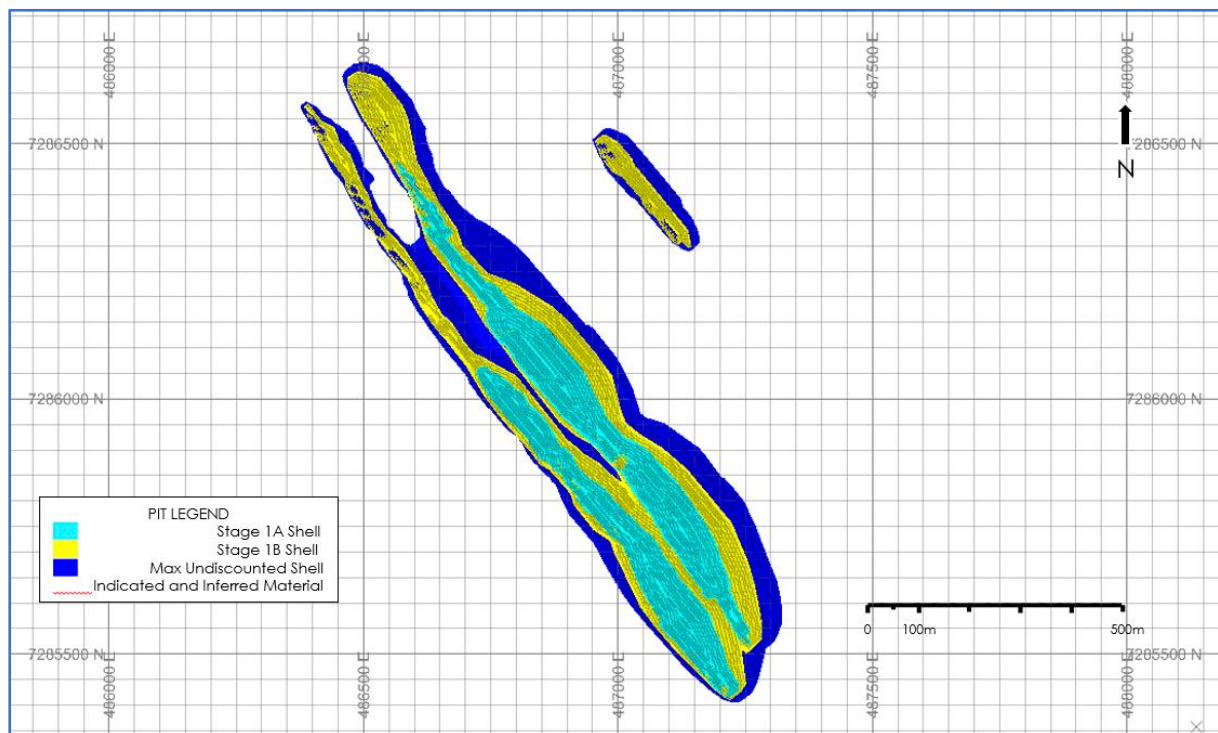 486000 E
486500 E
487000 E
487500 E
488000 E
7286500 N
7286500 N
N
7286000 N
7286000 N
PIT LEGEND
Stage 1A Shell
Stage 1B Shell
Max Undiscounted Shell
Indicated and Inferred Material
0
100m
500m
7285500 N
7285500 N
486000 E
486500 E
487000 E
487500 E
488000 E